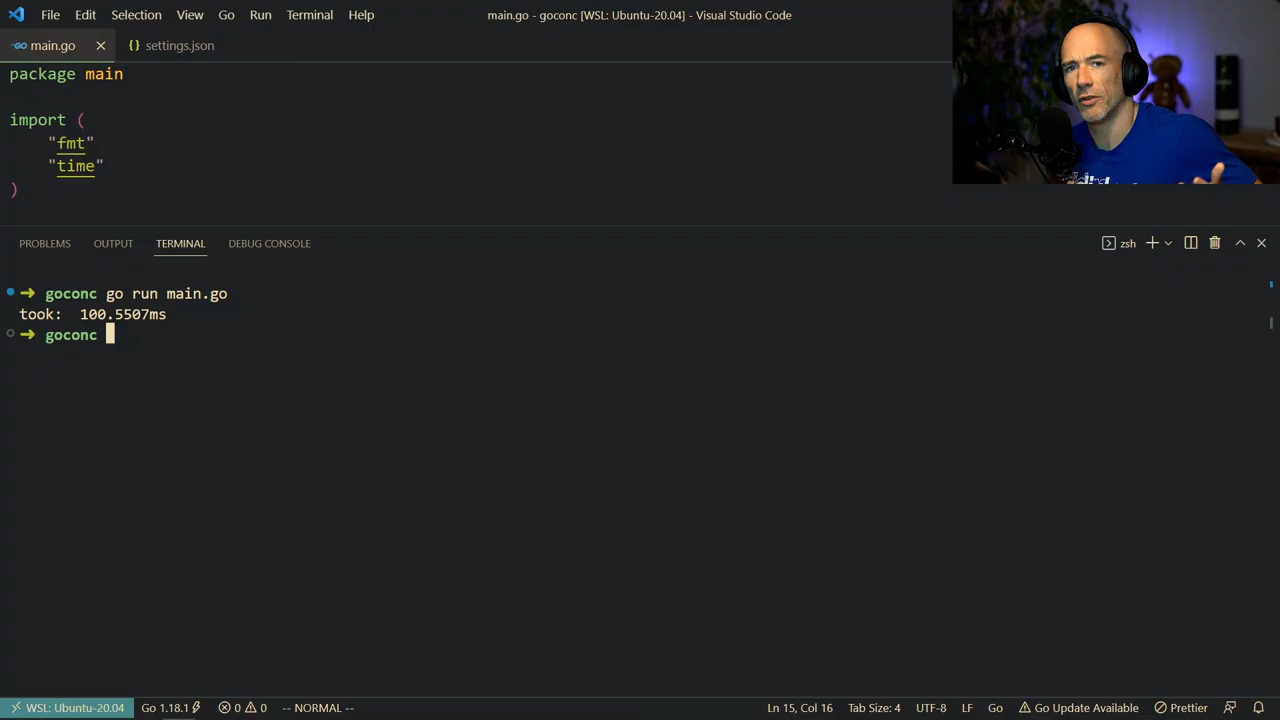 File Edit Selection View Go Run Terminal Help
main.go - goconc [WSL: Ubuntu-20.04] - Visual Studio Code
main.go
{} settings.json
package main
import (
"fmt"
"time"
)
PROBLEMS OUTPUT TERMINAL DEBUG CONSOLE
zsh
goconc go run main.go
took:  100.5507ms
goconc
WSL: Ubuntu-20.04 Go 1.18.1 0 0 -- NORMAL -- Ln 15, Col 16 Tab Size: 4 UTF-8 LF Go Go Update Available Prettier